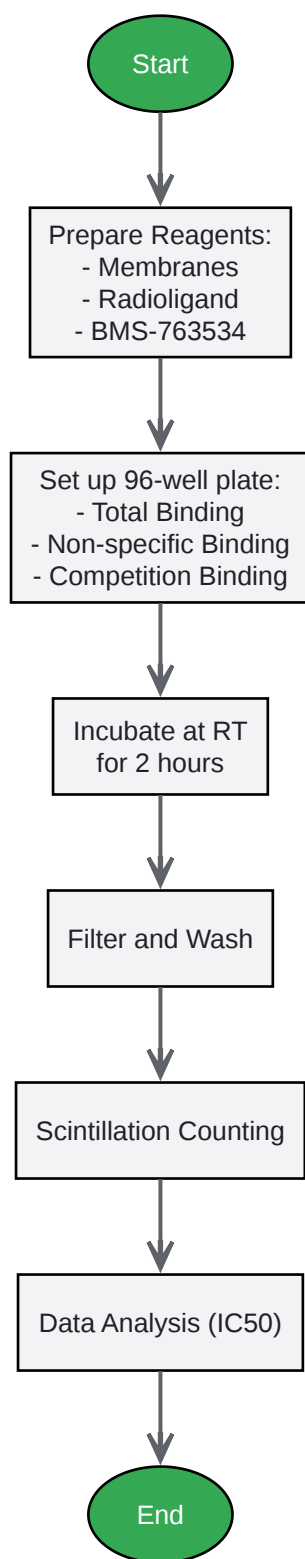 Start
Prepare Reagents:
- Membranes
- Radioligand
- BMS-763534
Set up 96-well plate:
- Total Binding
- Non-specific Binding
- Competition Binding
Incubate at RT
for 2 hours
Filter and Wash
Scintillation Counting
Data Analysis (IC50)
End